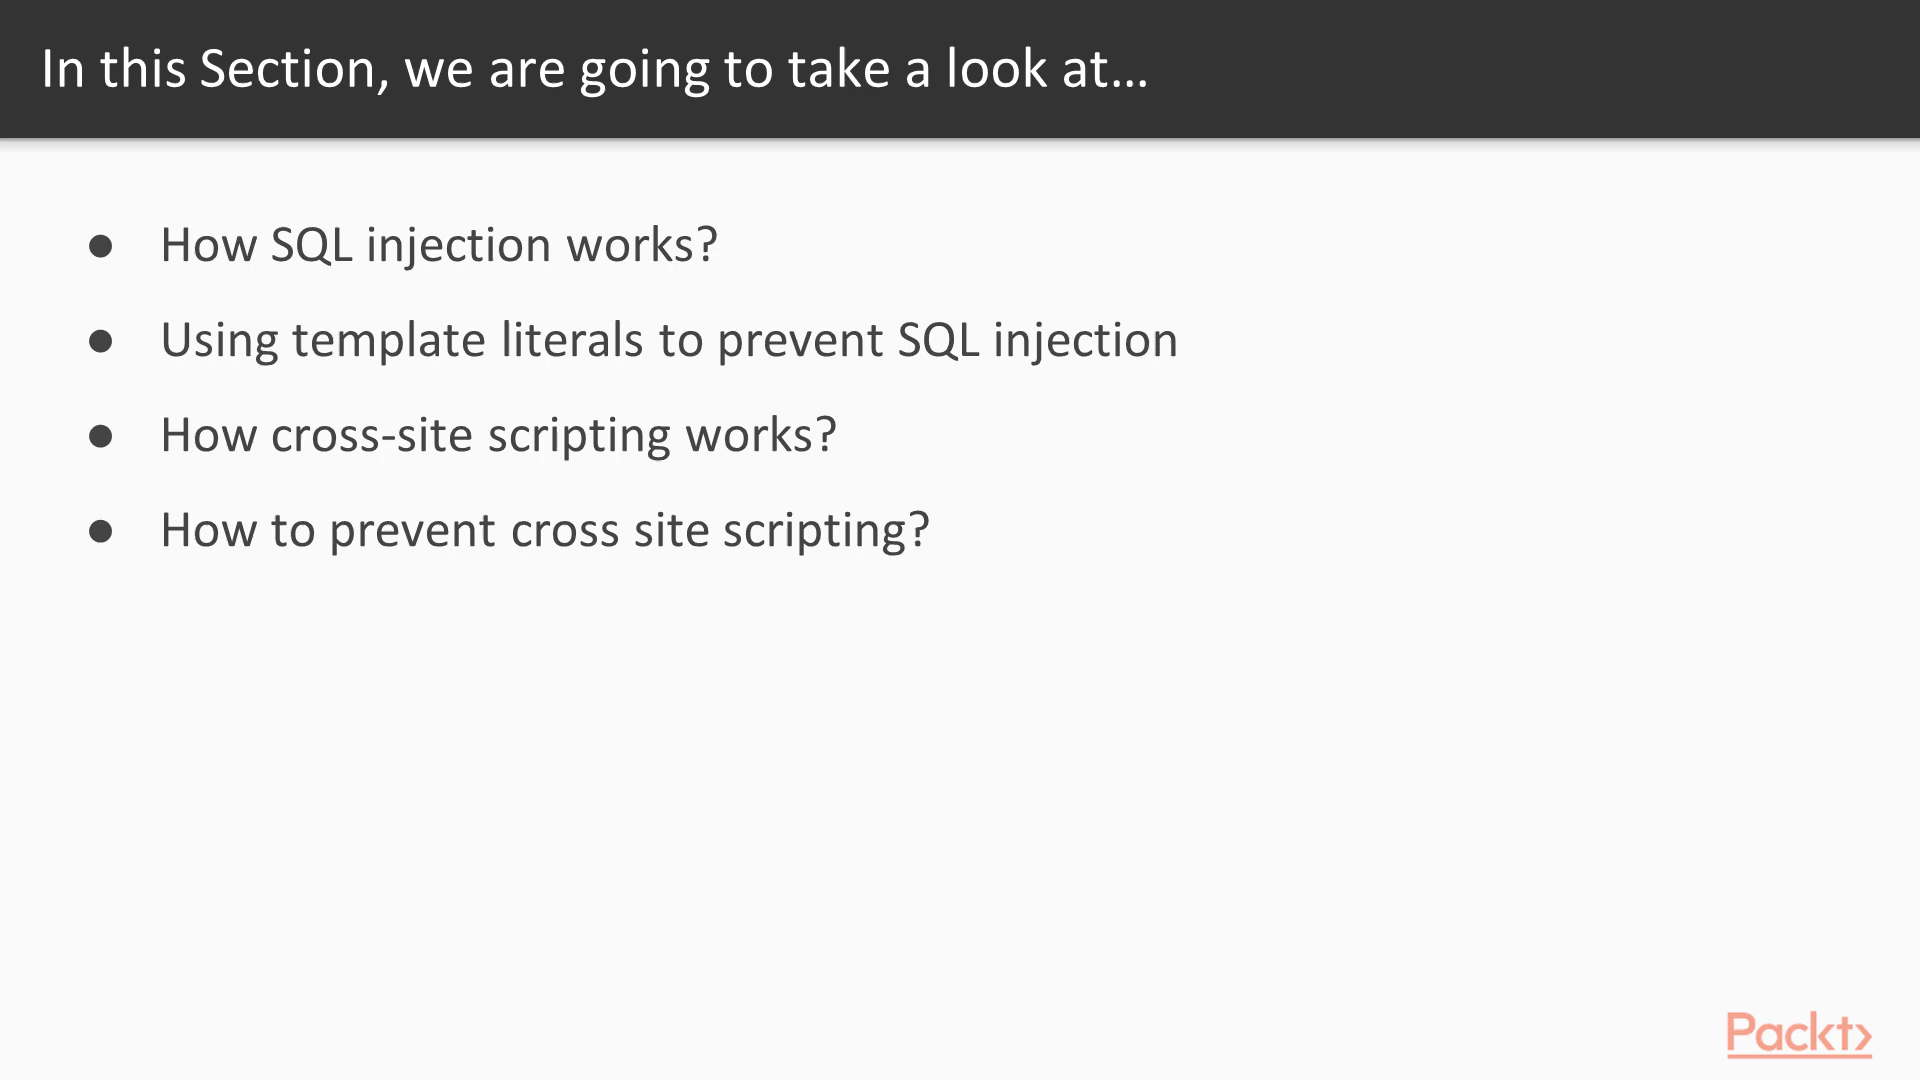 In this Section, we are going to take a look at...
● How SQL injection works?
● Using template literals to prevent SQL injection
● How cross-site scripting works?
● How to prevent cross site scripting?
Packt>